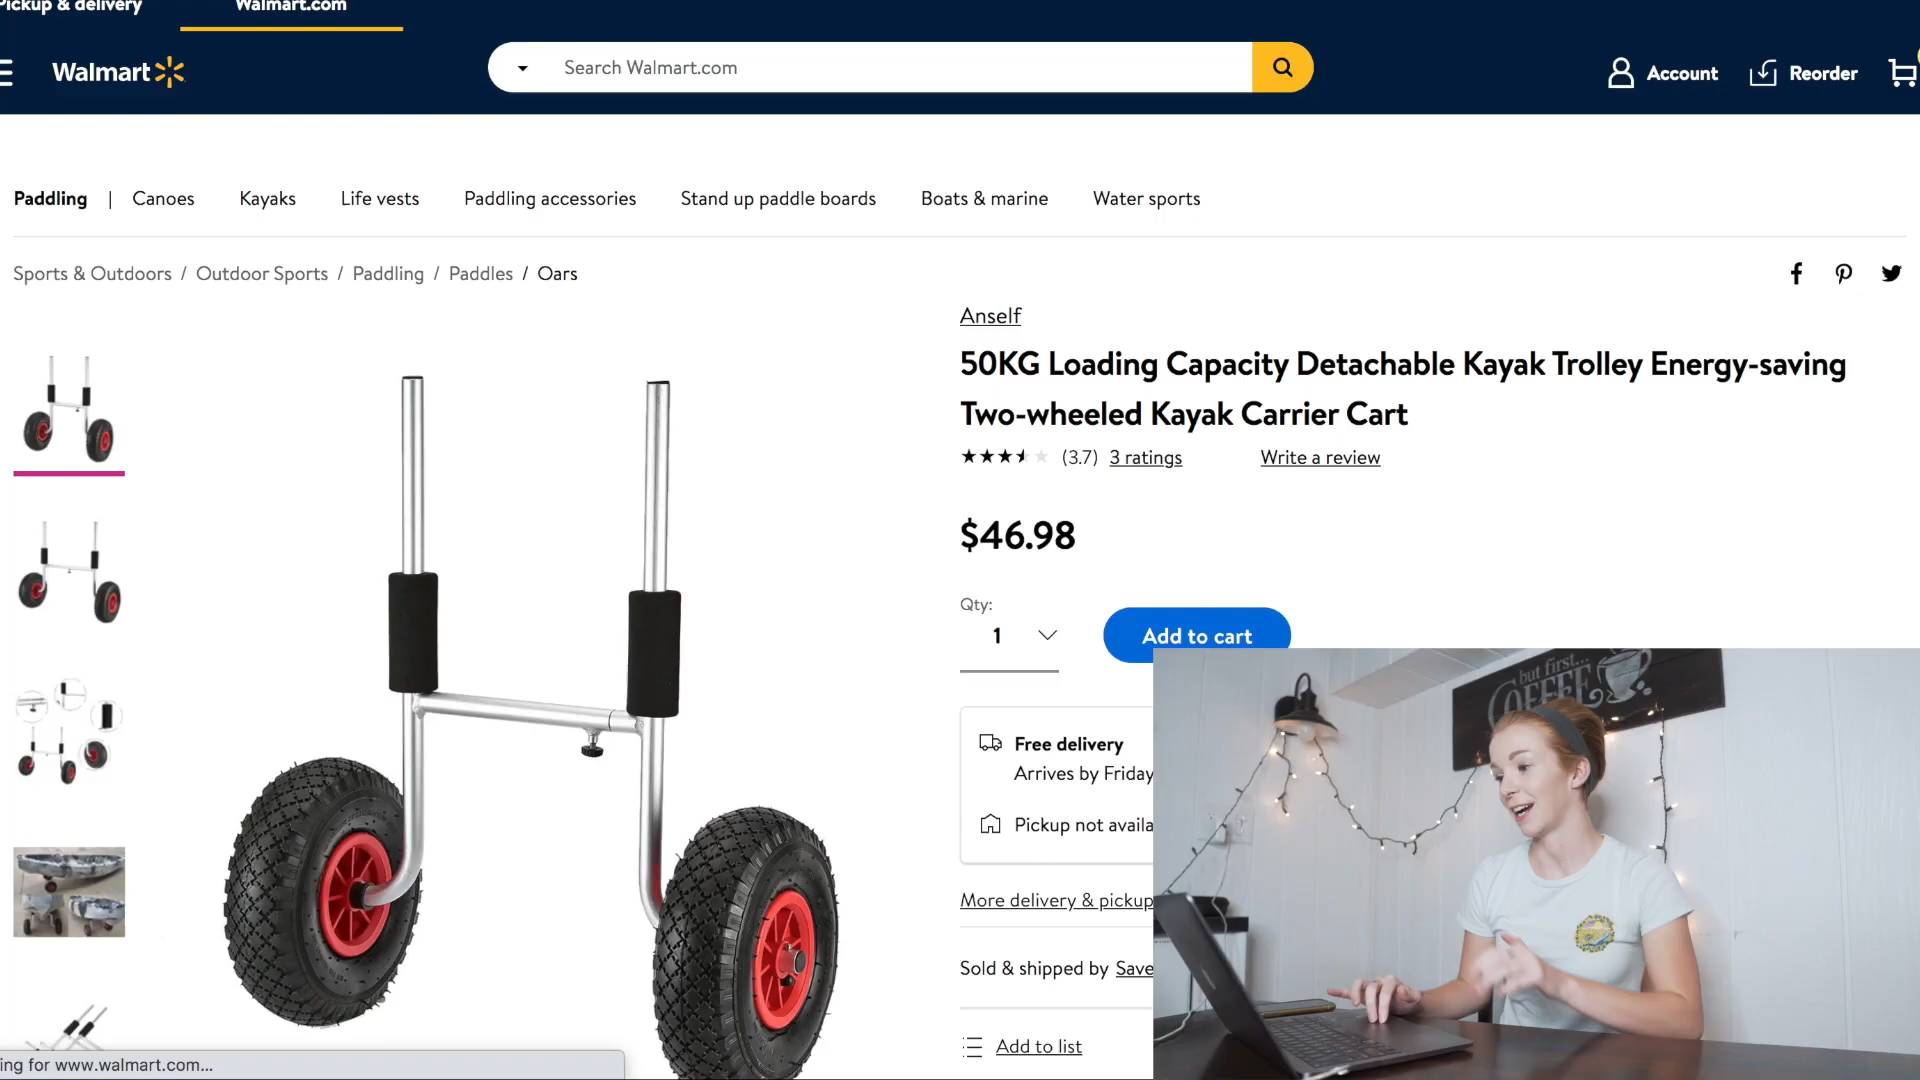 Pickup & delivery
Walmart.com
Walmart
Search Walmart.com
Account
Reorder
Paddling | Canoes Kayaks Life vests Paddling accessories Stand up paddle boards Boats & marine Water sports
Sports & Outdoors / Outdoor Sports / Paddling / Paddles / Oars
Anself
50KG Loading Capacity Detachable Kayak Trolley Energy-saving
Two-wheeled Kayak Carrier Cart
(3.7) 3 ratings Write a review
$46.98
Qty:
1
Add to cart
Free delivery
Arrives by Friday
Pickup not availa
More delivery & pickup
Sold & shipped by Save
Add to list
ing for www.walmart.com...
but first...
COFFEE